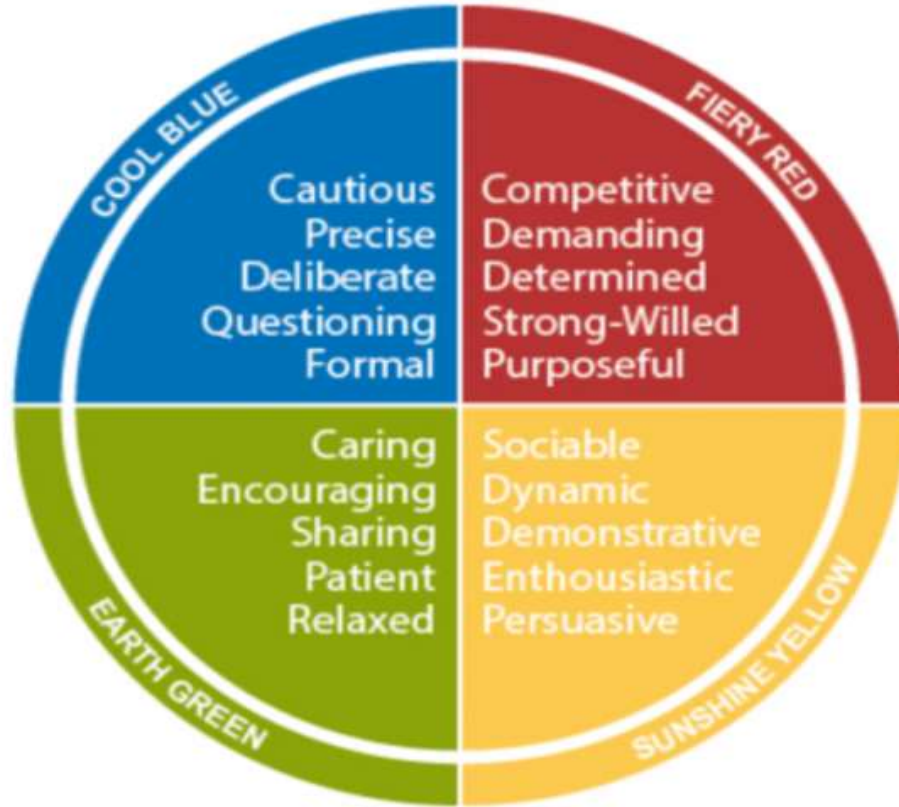 COOL BLUE
Cautious
Precise
Deliberate
Questioning
Formal
FIERY RED
Competitive
Demanding
Determined
Strong-Willed
Purposeful
EARTH GREEN
Caring
Encouraging
Sharing
Patient
Relaxed
SUNSHINE YELLOW
Sociable
Dynamic
Demonstrative
Enthousiastic
Persuasive